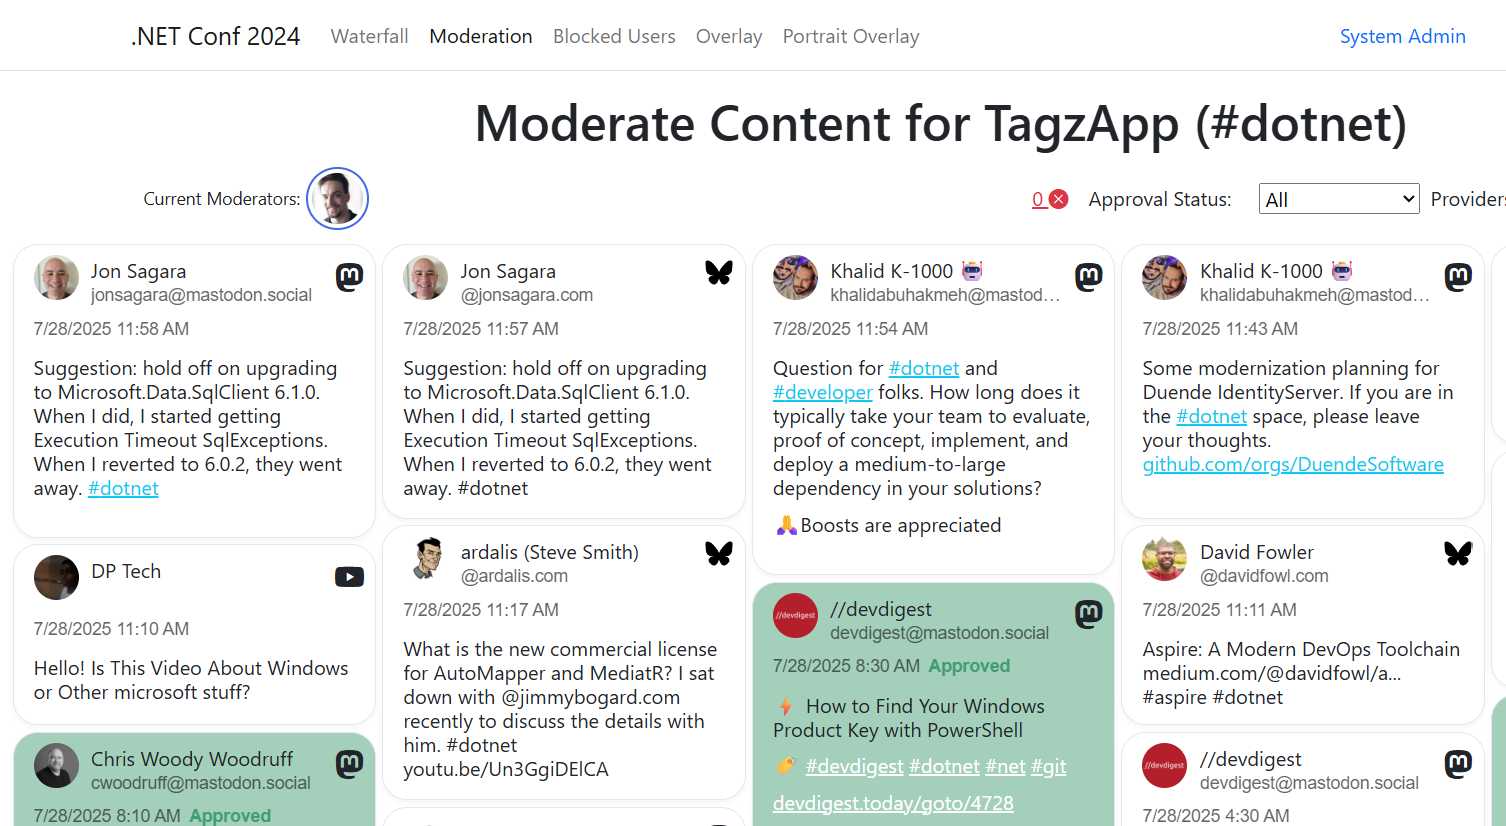 .NET Conf 2024 Waterfall Moderation Blocked Users Overlay Portrait Overlay System Admin
Moderate Content for TagzApp (#dotnet)
Current Moderators: 0 Approval Status: All Providers
Jon Sagara
jonsagara@mastodon.social
7/28/2025 11:58 AM
Suggestion: hold off on upgrading
to Microsoft.Data.SqlClient 6.1.0.
When I did, I started getting
Execution Timeout SqlExceptions.
When I reverted to 6.0.2, they went
away. #dotnet
DP Tech
7/28/2025 11:10 AM
Hello! Is This Video About Windows
or Other microsoft stuff?
Chris Woody Woodruff
cwoodruff@mastodon.social
7/28/2025 8:10 AM Approved
Jon Sagara
@jonsagara.com
7/28/2025 11:57 AM
Suggestion: hold off on upgrading
to Microsoft.Data.SqlClient 6.1.0.
When I did, I started getting
Execution Timeout SqlExceptions.
When I reverted to 6.0.2, they went
away. #dotnet
ardalis (Steve Smith)
@ardalis.com
7/28/2025 11:17 AM
What is the new commercial license
for AutoMapper and MediatR? I sat
down with @jimmybogard.com
recently to discuss the details with
him. #dotnet
youtu.be/Un3GgiDElCA
Khalid K-1000 🤖
khalidabuhakmeh@mastod...
7/28/2025 11:54 AM
Question for #dotnet and
#developer folks. How long does it
typically take your team to evaluate,
proof of concept, implement, and
deploy a medium-to-large
dependency in your solutions?
🙏Boosts are appreciated
//devdigest
//devdigest
devdigest@mastodon.social
7/28/2025 8:30 AM Approved
⚡ How to Find Your Windows
Product Key with PowerShell
🏷️ #devdigest #dotnet #net #git
devdigest.today/goto/4728
Khalid K-1000 🤖
khalidabuhakmeh@mastod...
7/28/2025 11:43 AM
Some modernization planning for
Duende IdentityServer. If you are in
the #dotnet space, please leave
your thoughts.
github.com/orgs/DuendeSoftware
David Fowler
@davidfowl.com
7/28/2025 11:11 AM
Aspire: A Modern DevOps Toolchain
medium.com/@davidfowl/a...
#aspire #dotnet
//devdigest
//devdigest
devdigest@mastodon.social
7/28/2025 4:30 AM